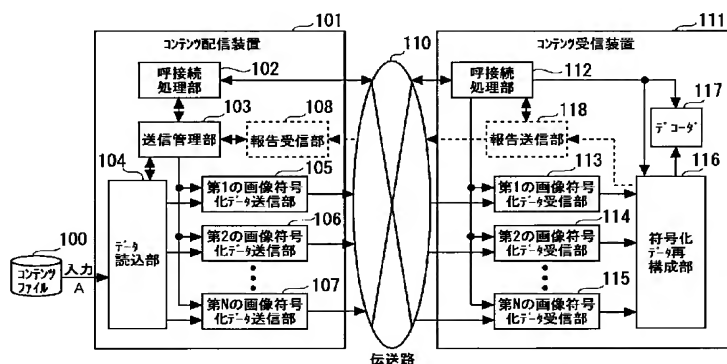 101
コンテンツ配信装置
呼接続
処理部
102
103
送信管理部
108
報告受信部
104
データ
読込部
105
第1の画像符号
化データ送信部
106
第2の画像符号
化データ送信部
107
第Nの画像符号
化データ送信部
100
コンテンツ
ファイル
入力
A
110
伝送路
111
コンテンツ受信装置
呼接続
処理部
112
117
デコーダ
118
報告送信部
116
符号化
データ再
構成部
113
第1の画像符号
化データ受信部
114
第2の画像符号
化データ受信部
115
第Nの画像符号
化データ受信部